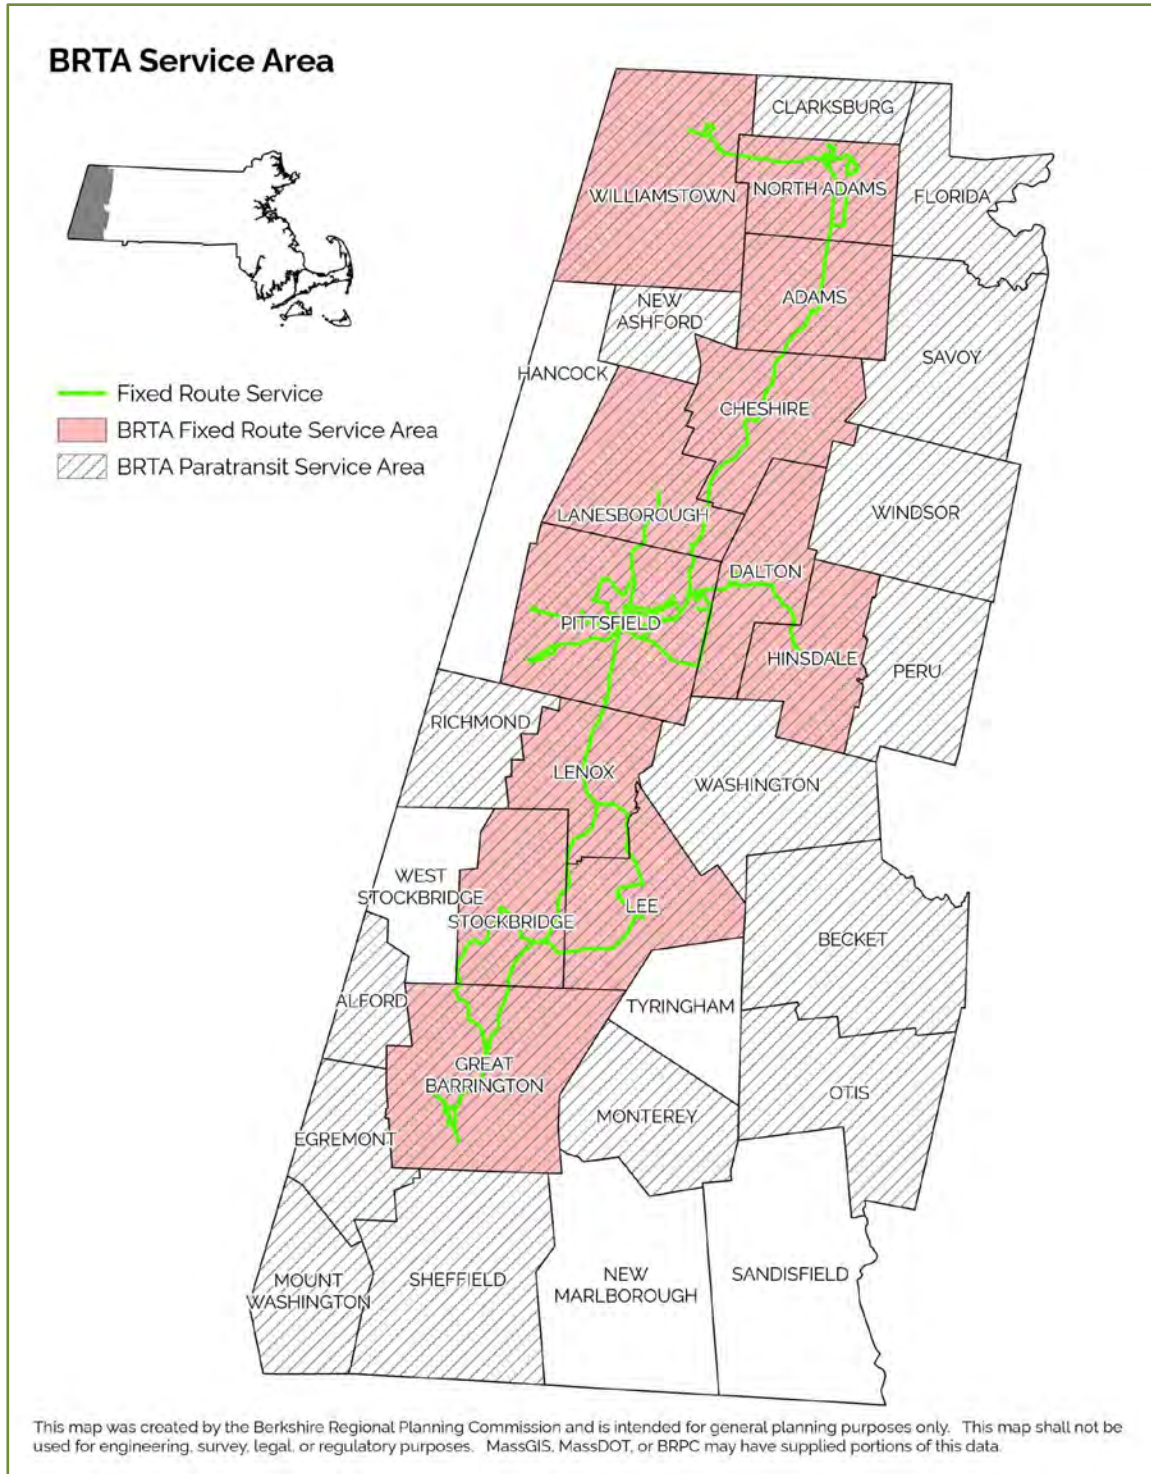 BRTA Service Area
CLARKSBURG
WILLIAMSTOWN
NORTH ADAMS
FLORIDA
ADAMS
NEW
ASHFORD
SAVOY
HANCOCK
Fixed Route Service
BRTA Fixed Route Service Area
BRTA Paratransit Service Area
CHESHIRE
LANESBOROUGH
WINDSOR
DALTON
PITTSFIELD
HINSDALE
PERU
RICHMOND
LENOX
WASHINGTON
WEST
STOCKBRIDGE
STOCKBRIDGE
LEE
BECKET
ALFORD
TYRINGHAM
GREAT
BARRINGTON
OTIS
MONTEREY
EGREMONT
MOUNT
WASHINGTON
SHEFFIELD
NEW
MARLBOROUGH
SANDISFIELD
This map was created by the Berkshire Regional Planning Commission and is intended for general planning purposes only. This map shall not be
used for engineering, survey, legal, or regulatory purposes. MassGIS, MassDOT, or BRPC may have supplied portions of this data.